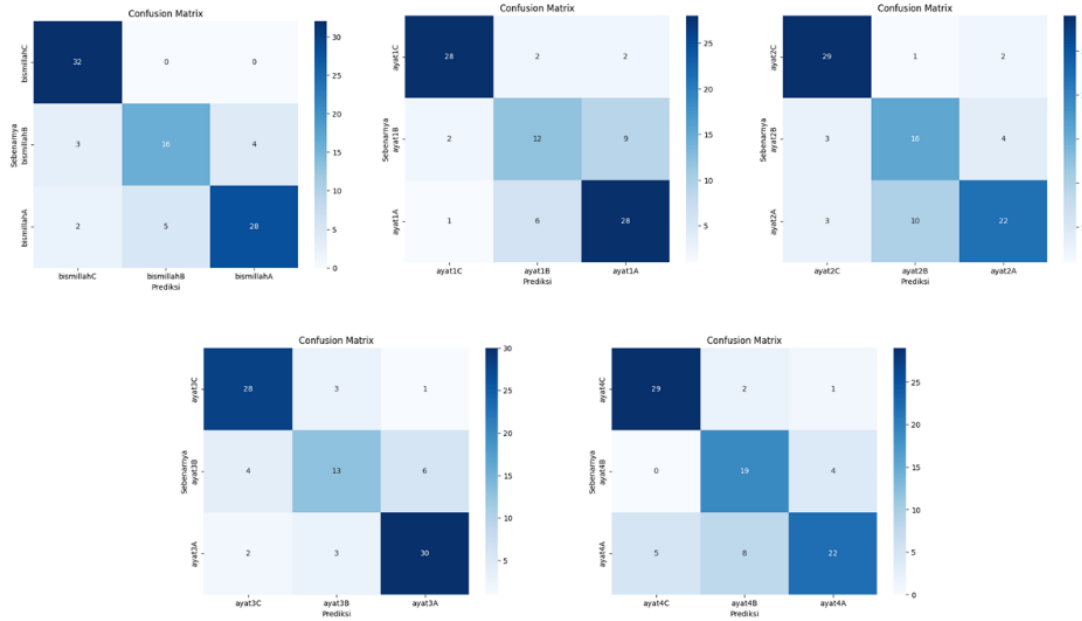 Confusion Matrix
bismillahC
32 0 0
Sebenarnya
bismillahB
3 16 4
bismillahA
2 5 28
bismillahC bismillahB bismillahA
Prediksi
30
25
20
15
10
5
0
Confusion Matrix
ayat1C
28 2 2
Sebenarnya
ayat1B
2 12 9
ayat1A
1 6 28
ayat1C ayat1B ayat1A
Prediksi
25
20
15
10
5
Confusion Matrix
ayat2C
29 1 2
Sebenarnya
ayat2B
3 16 4
ayat2A
3 10 22
ayat2C ayat2B ayat2A
Prediksi
Confusion Matrix
ayat3C
28 3 1
Sebenarnya
ayat3B
4 13 6
ayat3A
2 3 30
ayat3C ayat3B ayat3A
Prediksi
30
25
20
15
10
5
Confusion Matrix
ayat4C
29 2 1
Sebenarnya
ayat4B
0 19 4
ayat4A
5 8 22
ayat4C ayat4B ayat4A
Prediksi
25
20
15
10
5
0